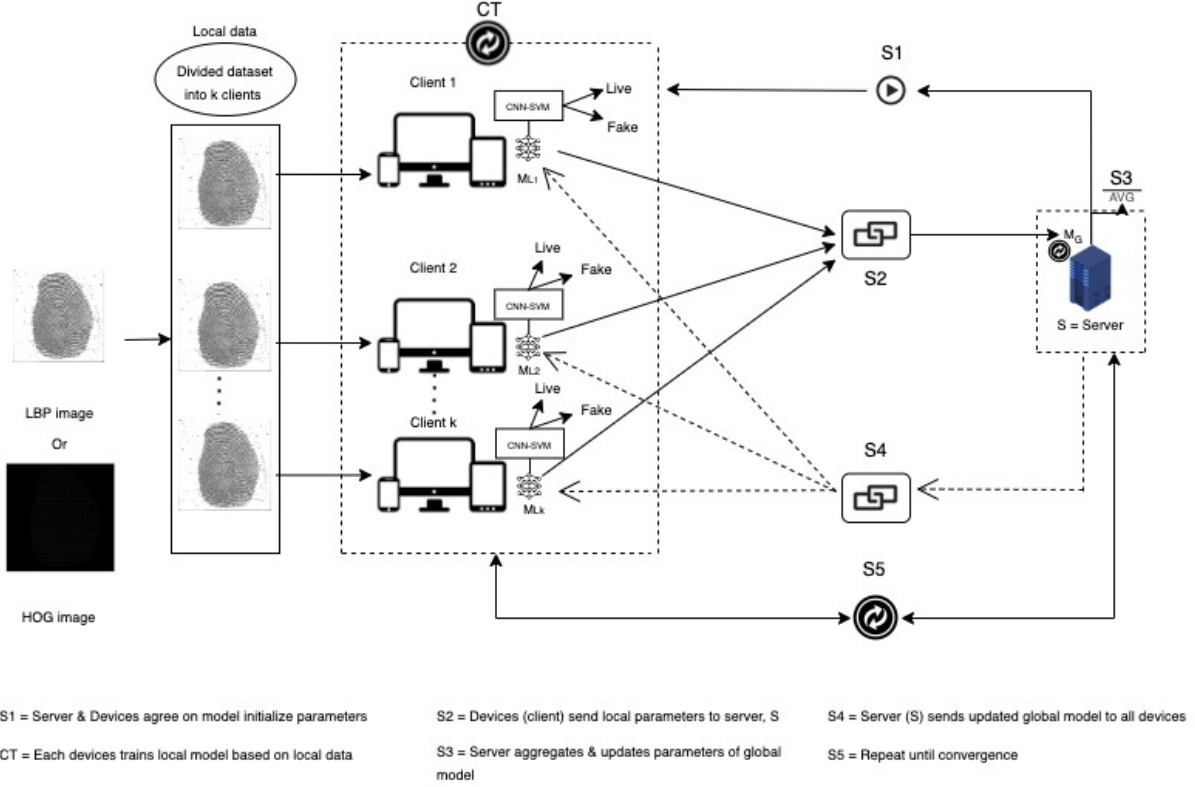 CT
Local data
Divided dataset
into k clients
S1
Client 1
CNN-SVM
Live
Fake
ML1
S3
AVG
MG
S2
S = Server
Client 2
Live
Fake
CNN-SVM
ML2
Live
Fake
Client k
CNN-SVM
MLk
S4
LBP image
Or
HOG image
S5
S1 = Server & Devices agree on model initialize parameters
CT = Each devices trains local model based on local data
S2 = Devices (client) send local parameters to server, S
S3 = Server aggregates & updates parameters of global
model
S4 = Server (S) sends updated global model to all devices
S5 = Repeat until convergence